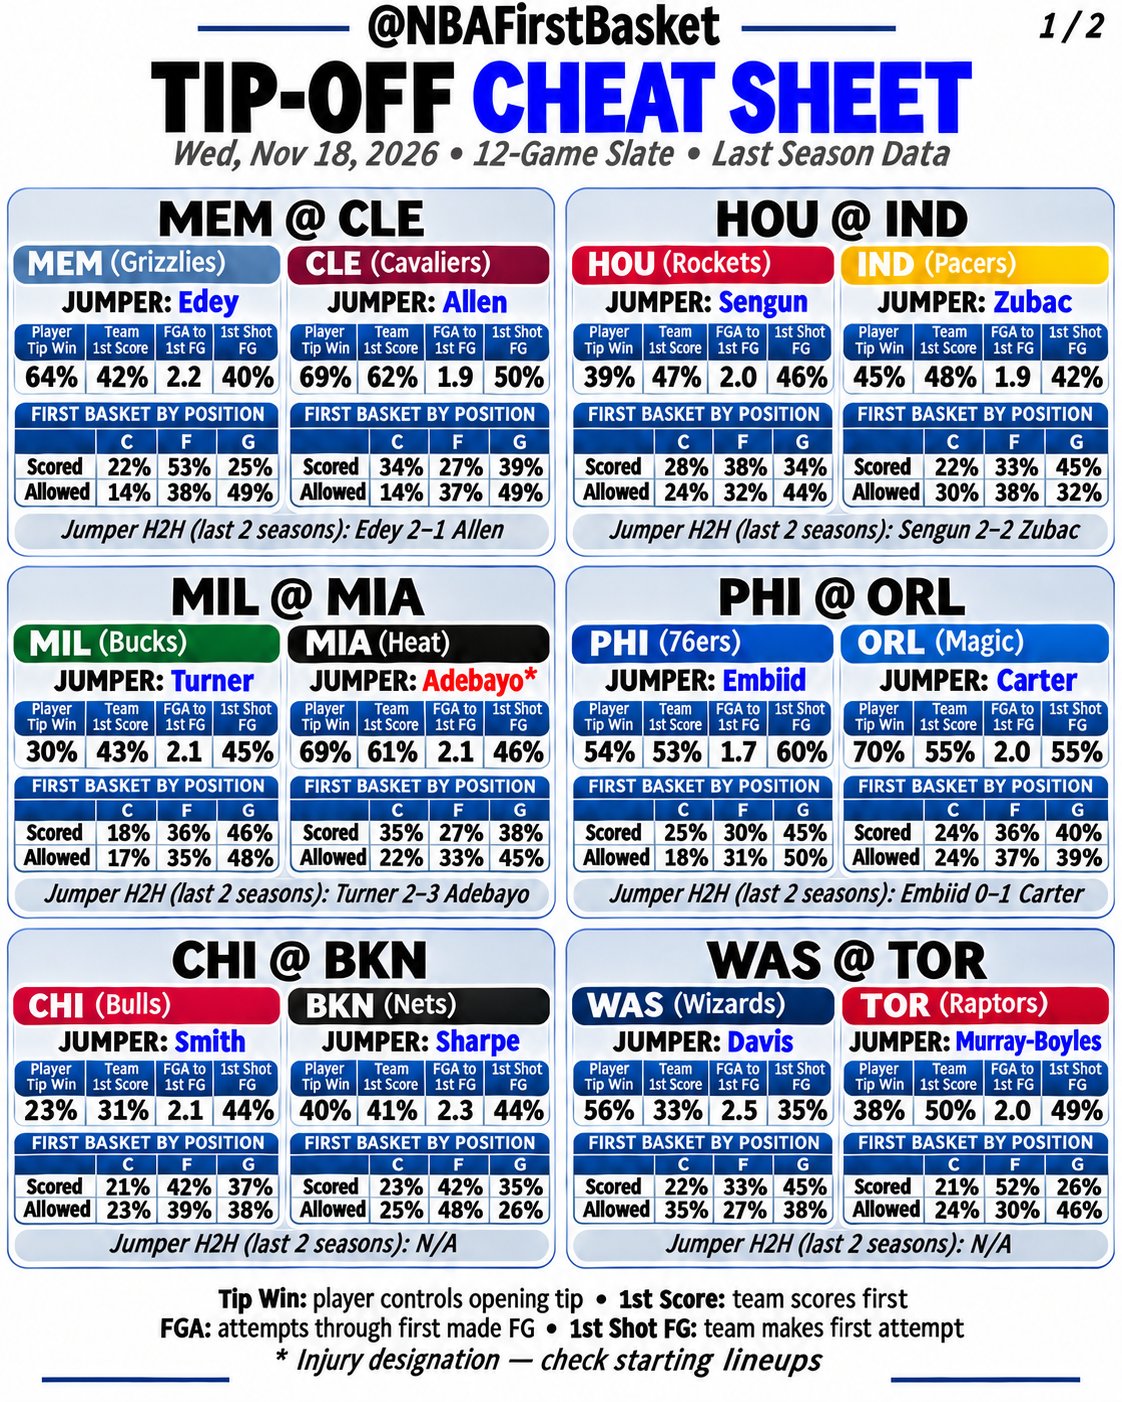 @NBAFirstBasket
1 / 2
TIP-OFF CHEAT SHEET
Wed, Nov 18, 2026 • 12-Game Slate • Last Season Data
MEM @ CLE
MEM (Grizzlies)
JUMPER: Edey
Player Tip Win Team 1st Score FGA to 1st FG 1st Shot FG
64% 42% 2.2 40%
FIRST BASKET BY POSITION
C F G
Scored 22% 53% 25%
Allowed 14% 38% 49%
CLE (Cavaliers)
JUMPER: Allen
Player Tip Win Team 1st Score FGA to 1st FG 1st Shot FG
69% 62% 1.9 50%
FIRST BASKET BY POSITION
C F G
Scored 34% 27% 39%
Allowed 14% 37% 49%
Jumper H2H (last 2 seasons): Edey 2–1 Allen
HOU @ IND
HOU (Rockets)
JUMPER: Sengun
Player Tip Win Team 1st Score FGA to 1st FG 1st Shot FG
39% 47% 2.0 46%
FIRST BASKET BY POSITION
C F G
Scored 28% 38% 34%
Allowed 24% 32% 44%
IND (Pacers)
JUMPER: Zubac
Player Tip Win Team 1st Score FGA to 1st FG 1st Shot FG
45% 48% 1.9 42%
FIRST BASKET BY POSITION
C F G
Scored 22% 33% 45%
Allowed 30% 38% 32%
Jumper H2H (last 2 seasons): Sengun 2–2 Zubac
MIL @ MIA
MIL (Bucks)
JUMPER: Turner
Player Tip Win Team 1st Score FGA to 1st FG 1st Shot FG
30% 43% 2.1 45%
FIRST BASKET BY POSITION
C F G
Scored 18% 36% 46%
Allowed 17% 35% 48%
MIA (Heat)
JUMPER: Adebayo*
Player Tip Win Team 1st Score FGA to 1st FG 1st Shot FG
69% 61% 2.1 46%
FIRST BASKET BY POSITION
C F G
Scored 35% 27% 38%
Allowed 22% 33% 45%
Jumper H2H (last 2 seasons): Turner 2–3 Adebayo
PHI @ ORL
PHI (76ers)
JUMPER: Embiid
Player Tip Win Team 1st Score FGA to 1st FG 1st Shot FG
54% 53% 1.7 60%
FIRST BASKET BY POSITION
C F G
Scored 25% 30% 45%
Allowed 18% 31% 50%
ORL (Magic)
JUMPER: Carter
Player Tip Win Team 1st Score FGA to 1st FG 1st Shot FG
70% 55% 2.0 55%
FIRST BASKET BY POSITION
C F G
Scored 24% 36% 40%
Allowed 24% 37% 39%
Jumper H2H (last 2 seasons): Embiid 0–1 Carter
CHI @ BKN
CHI (Bulls)
JUMPER: Smith
Player Tip Win Team 1st Score FGA to 1st FG 1st Shot FG
23% 31% 2.1 44%
FIRST BASKET BY POSITION
C F G
Scored 21% 42% 37%
Allowed 23% 39% 38%
BKN (Nets)
JUMPER: Sharpe
Player Tip Win Team 1st Score FGA to 1st FG 1st Shot FG
40% 41% 2.3 44%
FIRST BASKET BY POSITION
C F G
Scored 23% 42% 35%
Allowed 25% 48% 26%
Jumper H2H (last 2 seasons): N/A
WAS @ TOR
WAS (Wizards)
JUMPER: Davis
Player Tip Win Team 1st Score FGA to 1st FG 1st Shot FG
56% 33% 2.5 35%
FIRST BASKET BY POSITION
C F G
Scored 22% 33% 45%
Allowed 35% 27% 38%
TOR (Raptors)
JUMPER: Murray-Boyles
Player Tip Win Team 1st Score FGA to 1st FG 1st Shot FG
38% 50% 2.0 49%
FIRST BASKET BY POSITION
C F G
Scored 21% 52% 26%
Allowed 24% 30% 46%
Jumper H2H (last 2 seasons): N/A
Tip Win: player controls opening tip • 1st Score: team scores first
FGA: attempts through first made FG • 1st Shot FG: team makes first attempt
* Injury designation — check starting lineups